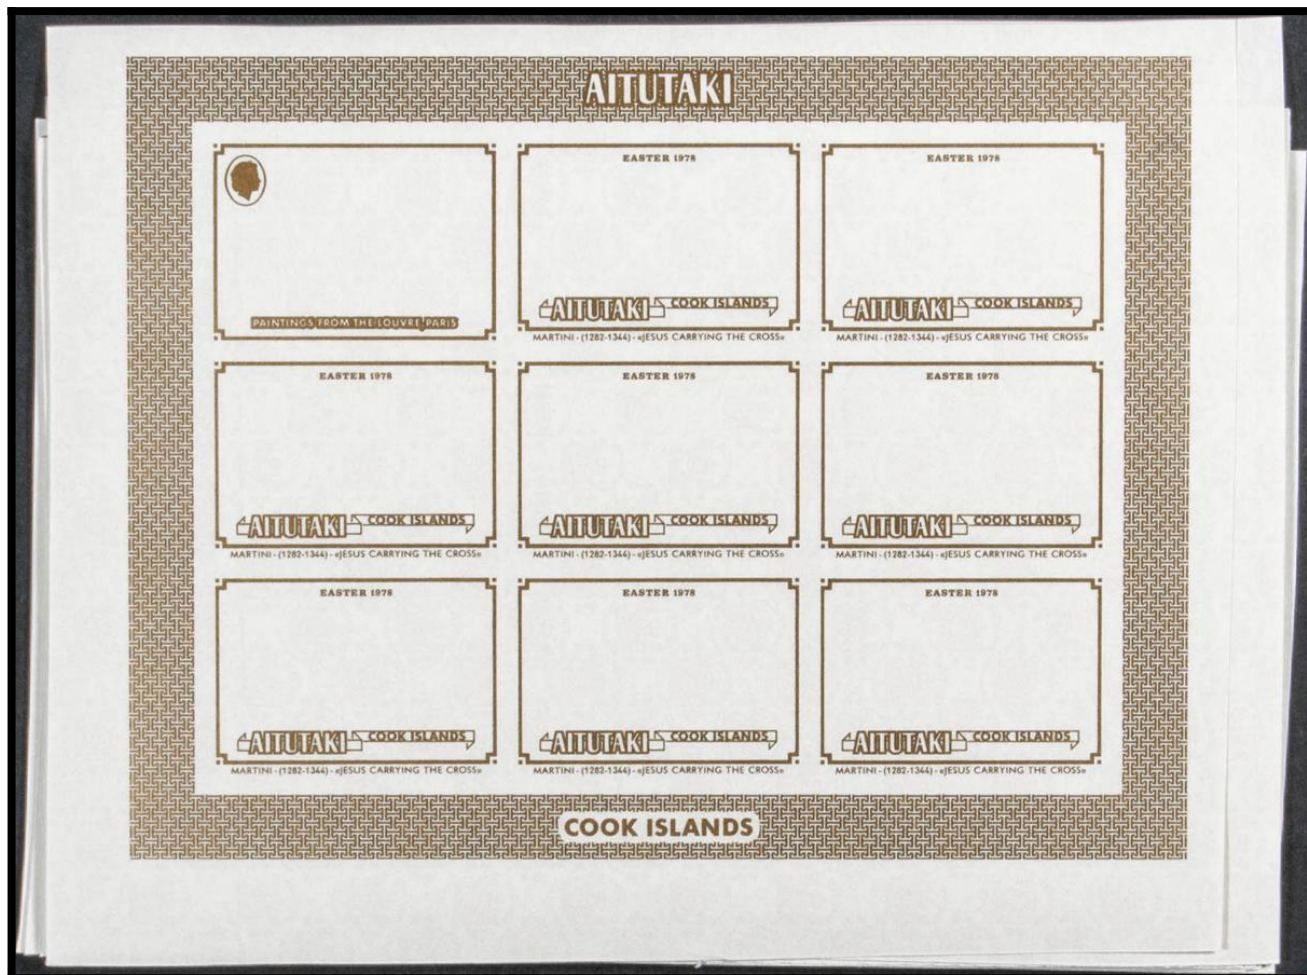 AITUTAKI
PAINTINGS FROM THE LOUVRE, PARIS
EASTER 1978
AITUTAKI COOK ISLANDS
MARTINI - (1282-1344) - «JESUS CARRYING THE CROSS»
EASTER 1978
AITUTAKI COOK ISLANDS
MARTINI - (1282-1344) - «JESUS CARRYING THE CROSS»
EASTER 1978
AITUTAKI COOK ISLANDS
MARTINI - (1282-1344) - «JESUS CARRYING THE CROSS»
EASTER 1978
AITUTAKI COOK ISLANDS
MARTINI - (1282-1344) - «JESUS CARRYING THE CROSS»
EASTER 1978
AITUTAKI COOK ISLANDS
MARTINI - (1282-1344) - «JESUS CARRYING THE CROSS»
EASTER 1978
AITUTAKI COOK ISLANDS
MARTINI - (1282-1344) - «JESUS CARRYING THE CROSS»
EASTER 1978
AITUTAKI COOK ISLANDS
MARTINI - (1282-1344) - «JESUS CARRYING THE CROSS»
EASTER 1978
AITUTAKI COOK ISLANDS
MARTINI - (1282-1344) - «JESUS CARRYING THE CROSS»
COOK ISLANDS